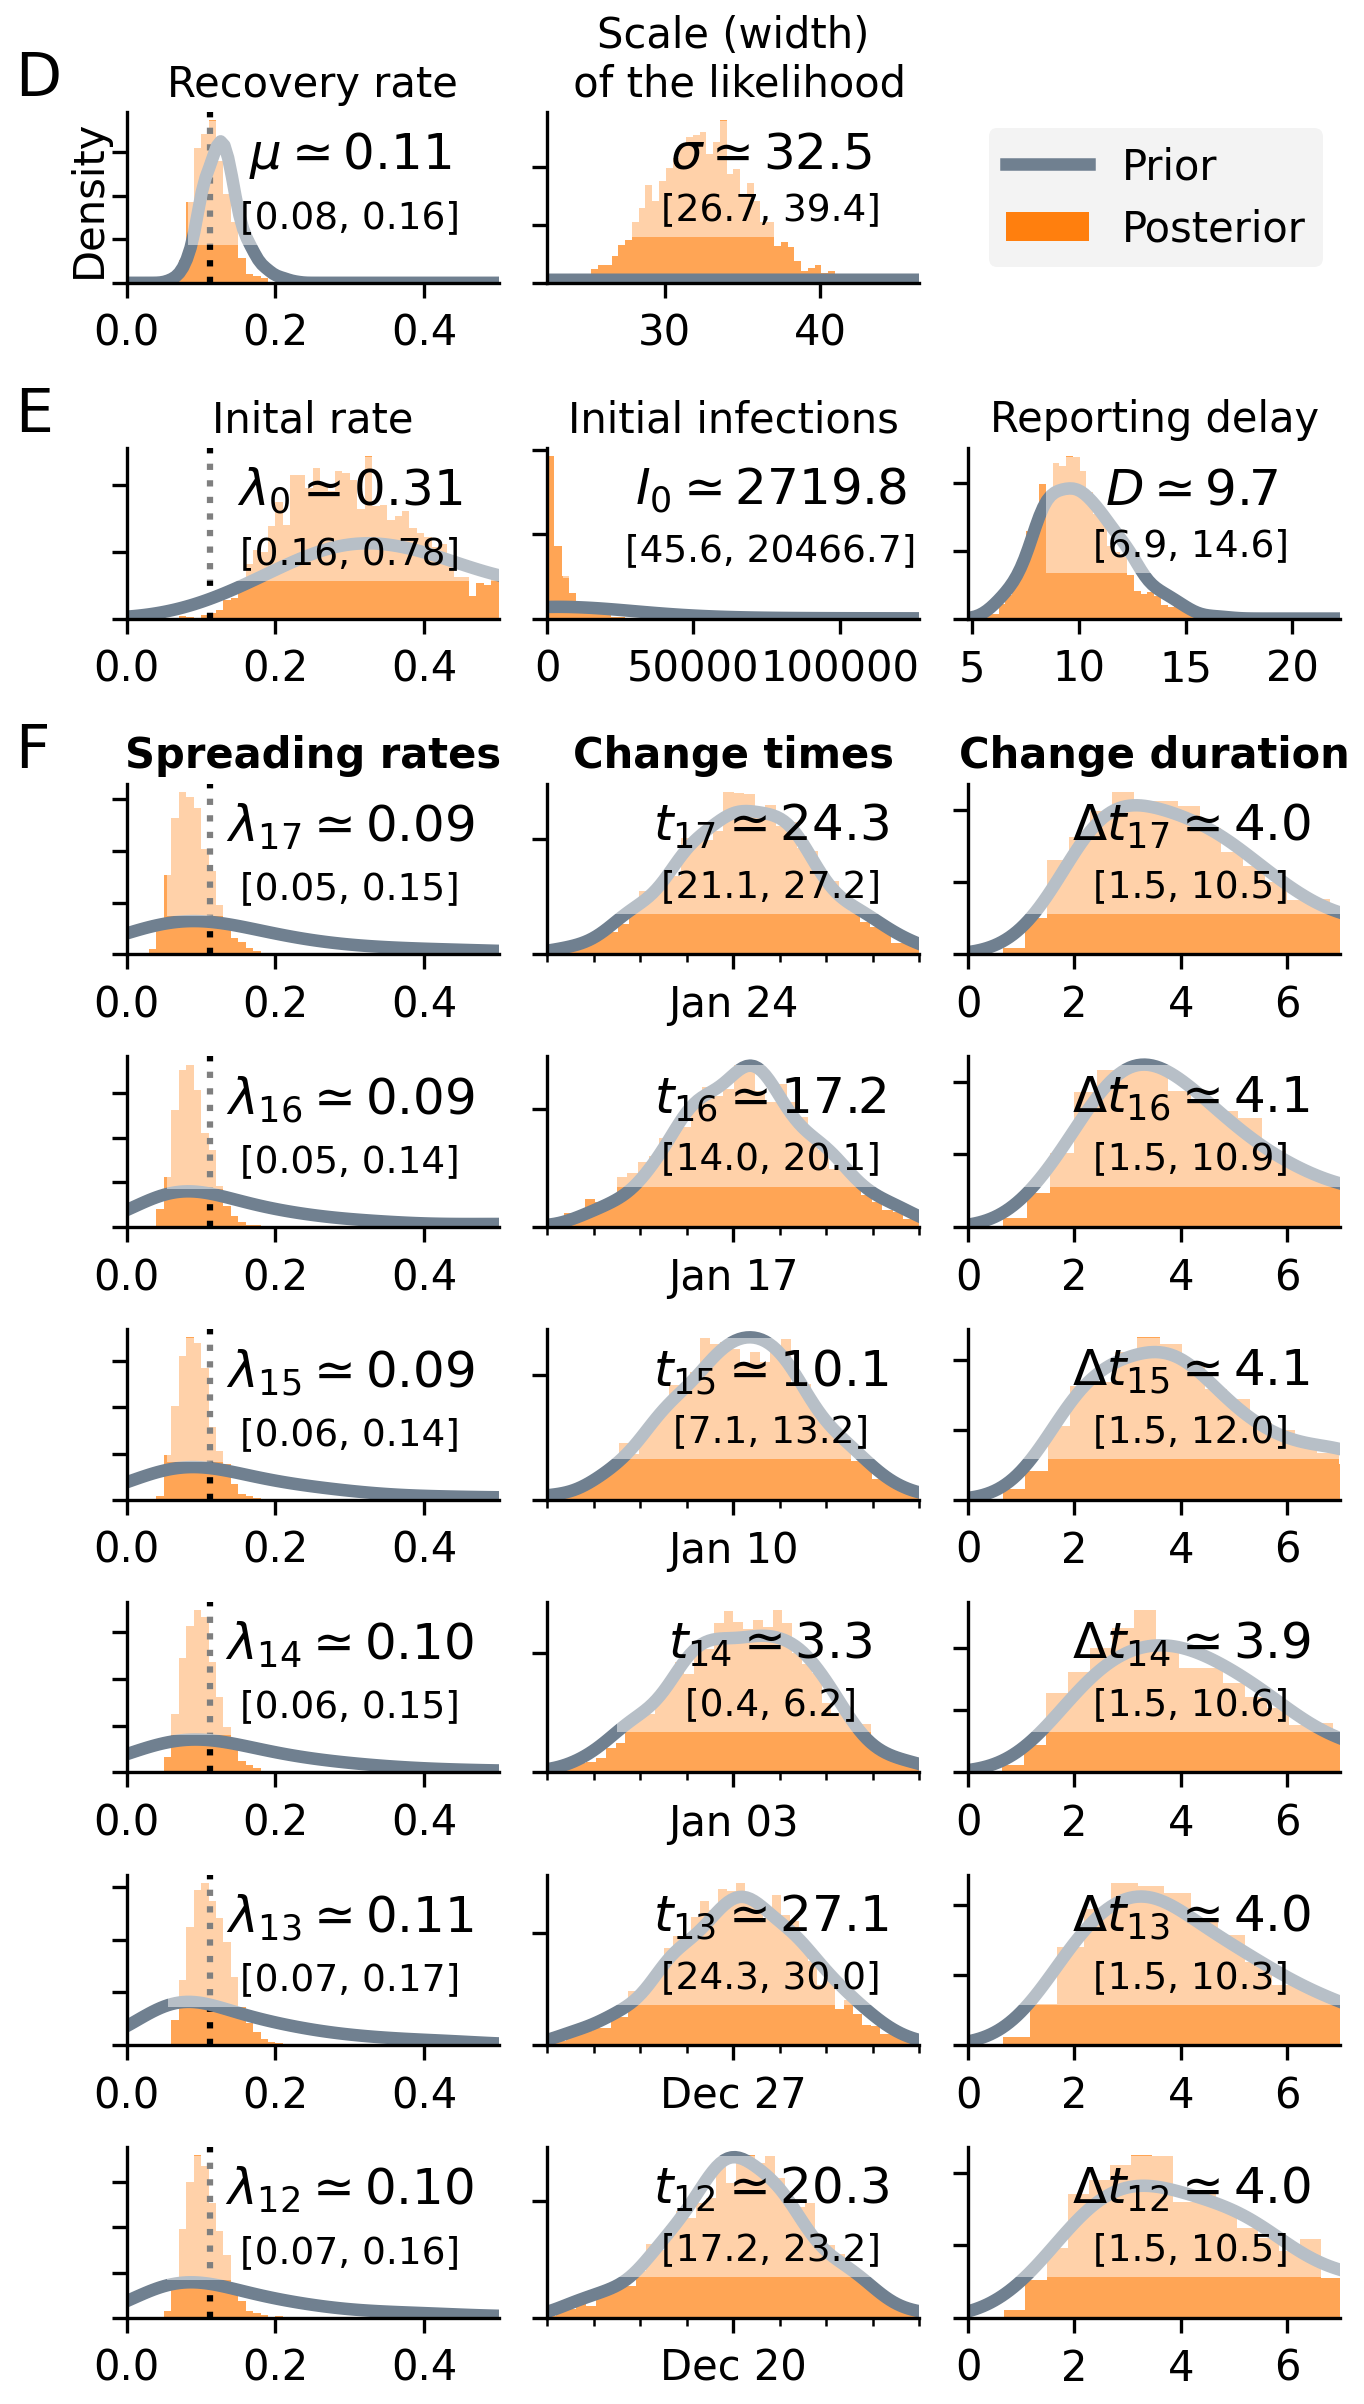 D
Recovery rate
Scale (width)
of the likelihood
Density
μ ≃ 0.11
[0.08, 0.16]
0.0 0.2 0.4
σ ≃ 32.5
[26.7, 39.4]
30 40
Prior
Posterior
E
Inital rate
λ0 ≃ 0.31
[0.16, 0.78]
0.0 0.2 0.4
Initial infections
I0 ≃ 2719.8
[45.6, 20466.7]
0 50000 100000
Reporting delay
D ≃ 9.7
[6.9, 14.6]
5 10 15 20
F
Spreading rates
Change times
Change duration
λ17 ≃ 0.09
[0.05, 0.15]
0.0 0.2 0.4
t17 ≃ 24.3
[21.1, 27.2]
Jan 24
Δt17 ≃ 4.0
[1.5, 10.5]
0 2 4 6
λ16 ≃ 0.09
[0.05, 0.14]
0.0 0.2 0.4
t16 ≃ 17.2
[14.0, 20.1]
Jan 17
Δt16 ≃ 4.1
[1.5, 10.9]
0 2 4 6
λ15 ≃ 0.09
[0.06, 0.14]
0.0 0.2 0.4
t15 ≃ 10.1
[7.1, 13.2]
Jan 10
Δt15 ≃ 4.1
[1.5, 12.0]
0 2 4 6
λ14 ≃ 0.10
[0.06, 0.15]
0.0 0.2 0.4
t14 ≃ 3.3
[0.4, 6.2]
Jan 03
Δt14 ≃ 3.9
[1.5, 10.6]
0 2 4 6
λ13 ≃ 0.11
[0.07, 0.17]
0.0 0.2 0.4
t13 ≃ 27.1
[24.3, 30.0]
Dec 27
Δt13 ≃ 4.0
[1.5, 10.3]
0 2 4 6
λ12 ≃ 0.10
[0.07, 0.16]
0.0 0.2 0.4
t12 ≃ 20.3
[17.2, 23.2]
Dec 20
Δt12 ≃ 4.0
[1.5, 10.5]
0 2 4 6